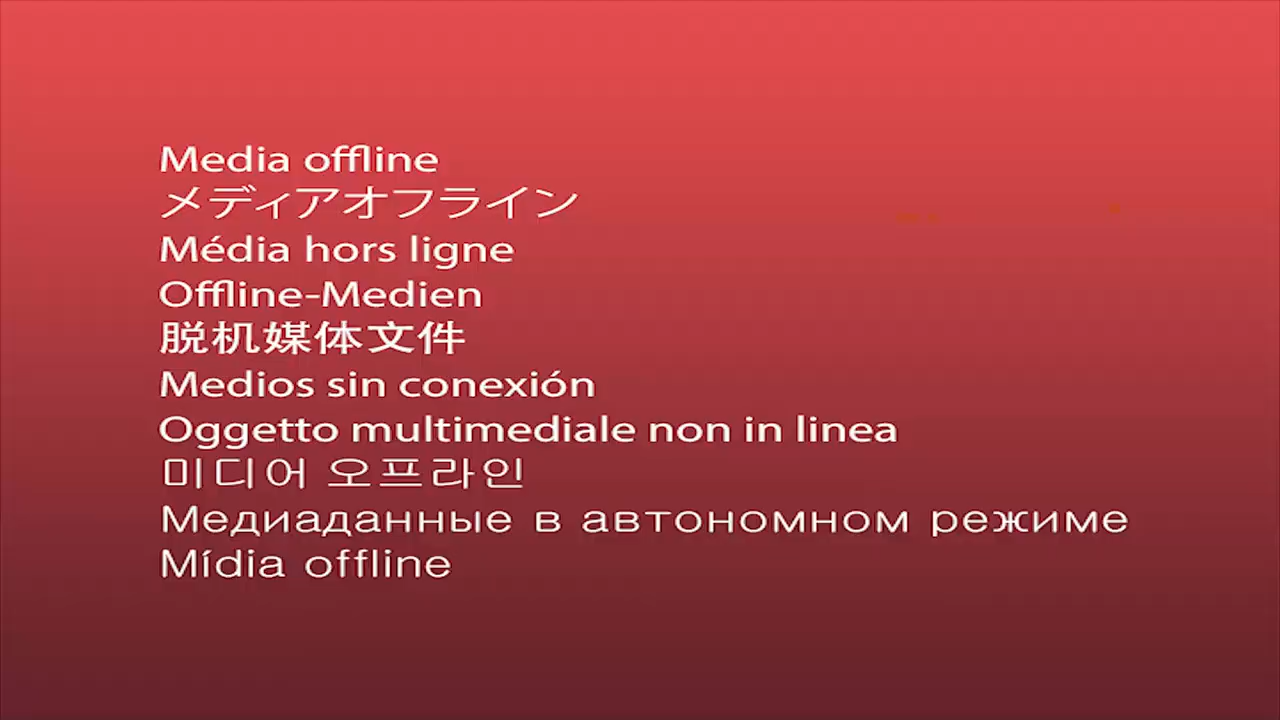 Media offline
メディアオフライン
Média hors ligne
Offline-Medien
脱机媒体文件
Medios sin conexión
Oggetto multimediale non in linea
미디어 오프라인
Медиаданные в автономном режиме
Mídia offline